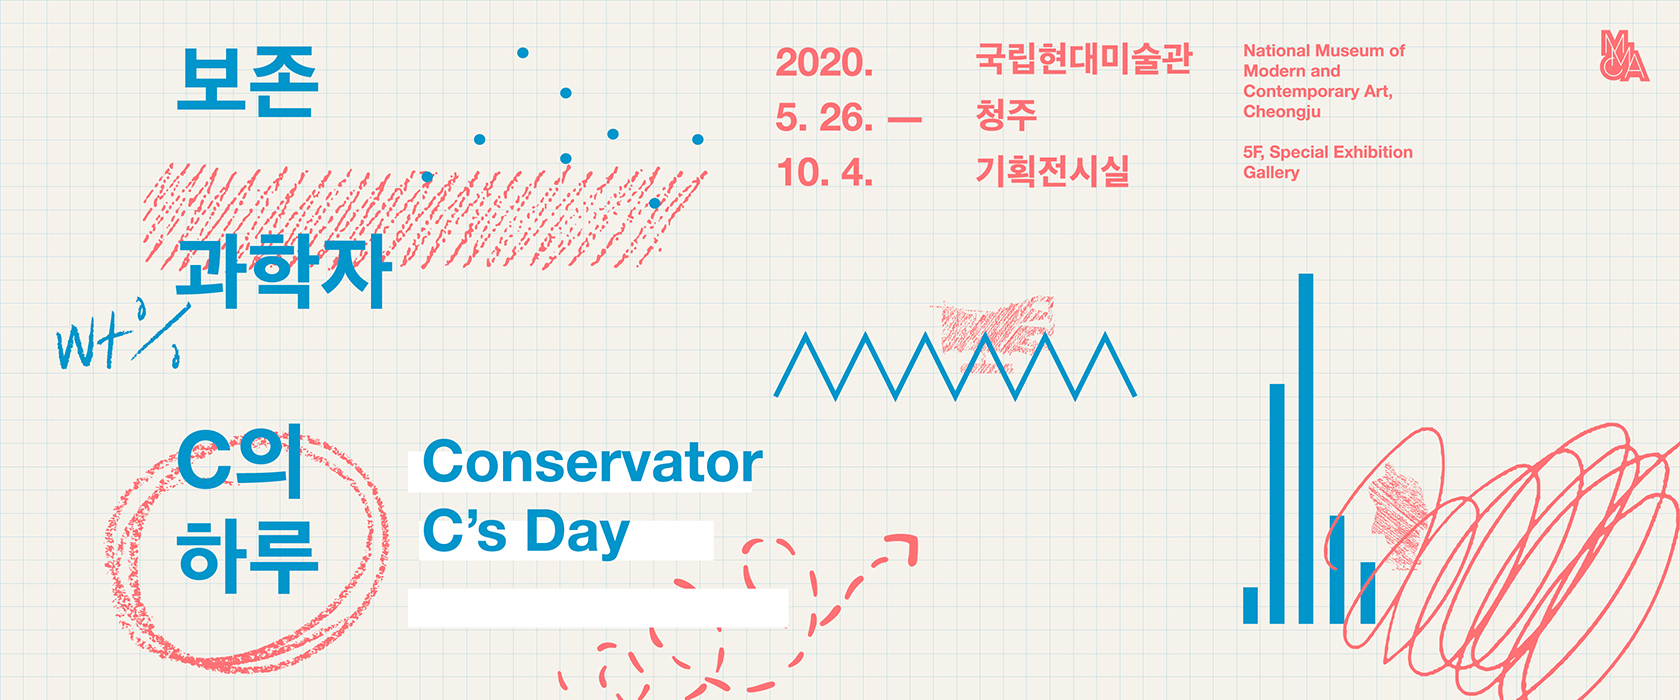 보존
과학자
wt%
C의
하루
Conservator
C’s Day
2020.
5. 26. —
10. 4.
국립현대미술관
청주
기획전시실
National Museum of
Modern and
Contemporary Art,
Cheongju
5F, Special Exhibition
Gallery
MMCA